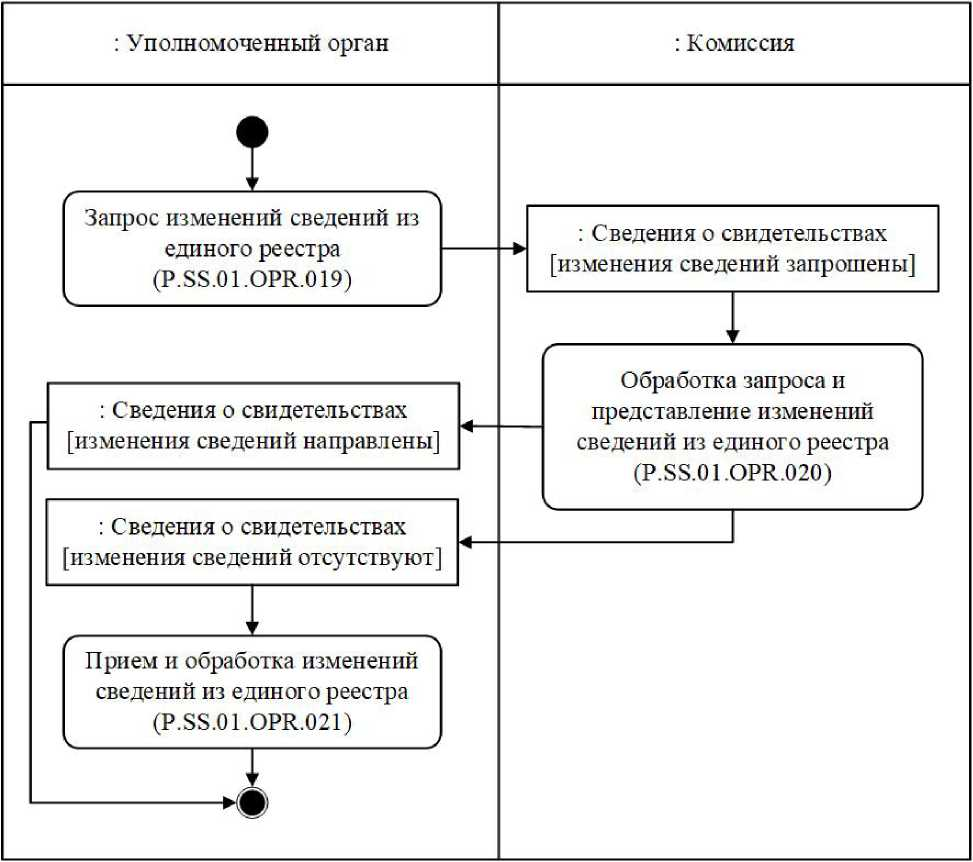 : Уполномоченный орган
: Комиссия
Запрос изменений сведений из
единого реестра
(P.SS.01.OPR.019)
: Сведения о свидетельствах
[изменения сведений запрошены]
Обработка запроса и
представление изменений
сведений из единого реестра
(P.SS.01.OPR.020)
: Сведения о свидетельствах
[изменения сведений направлены]
: Сведения о свидетельствах
[изменения сведений отсутствуют]
Прием и обработка изменений
сведений из единого реестра
(P.SS.01.OPR.021)